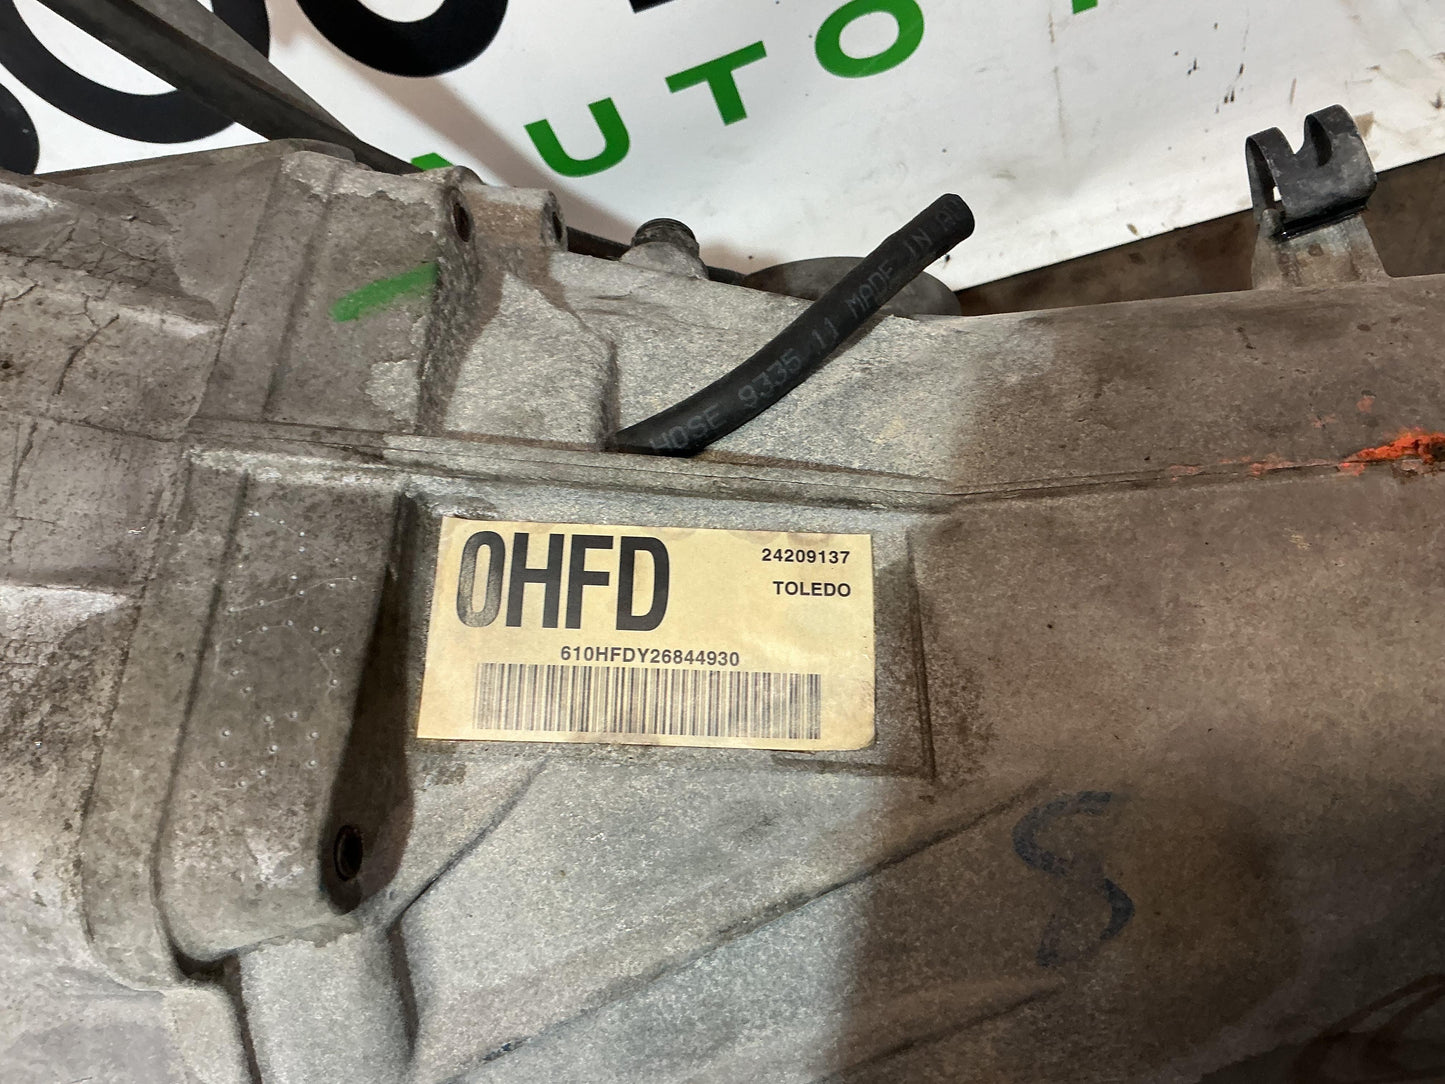 AUTO
HOSE 9335 11 MADE IN
0HFD
24209137
TOLEDO
610HFDY26844930
S